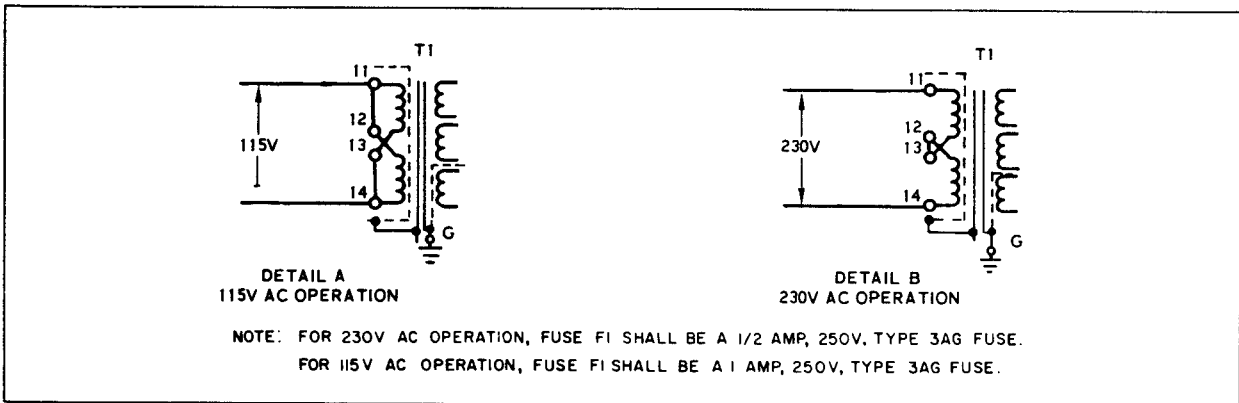 T1
11
12
13
14
115V
G
DETAIL A
115V AC OPERATION
T1
11
12
13
14
230V
G
DETAIL B
230V AC OPERATION
NOTE: FOR 230V AC OPERATION, FUSE F1 SHALL BE A 1/2 AMP, 250V, TYPE 3AG FUSE.
FOR 115V AC OPERATION, FUSE F1 SHALL BE A 1 AMP, 250V, TYPE 3AG FUSE.